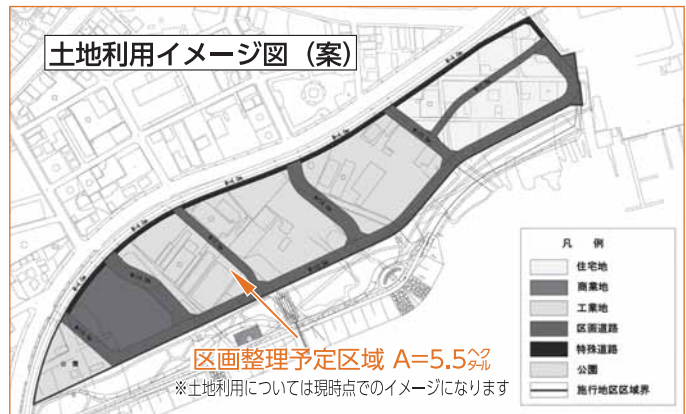 土地利用イメージ図（案）
公園
凡　例
住宅地
商業地
工業地
区画道路
特殊道路
公園
施行地区区域界
区画整理予定区域 A=5.5ヘクタール
※土地利用については現時点でのイメージになります